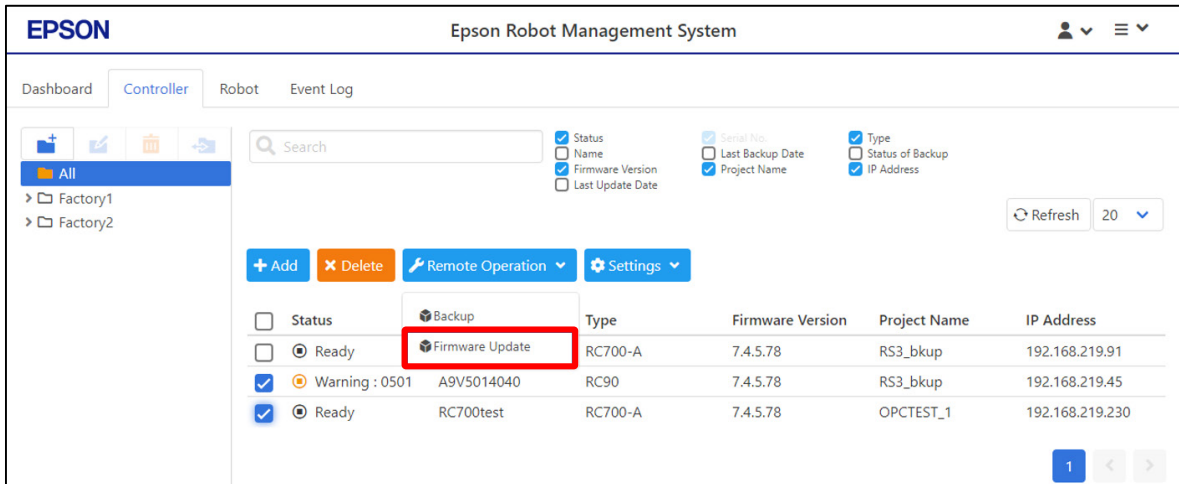 EPSON
Epson Robot Management System
Dashboard Controller Robot Event Log
Search
Status Serial No. Type
Name Last Backup Date Status of Backup
Firmware Version Project Name IP Address
Last Update Date
All
Factory1
Factory2
Refresh 20
Add Delete Remote Operation Settings
Backup
Firmware Update
Status Type Firmware Version Project Name IP Address
Ready RC700-A 7.4.5.78 RS3_bkup 192.168.219.91
Warning : 0501 A9V5014040 RC90 7.4.5.78 RS3_bkup 192.168.219.45
Ready RC700test RC700-A 7.4.5.78 OPCTEST_1 192.168.219.230
1